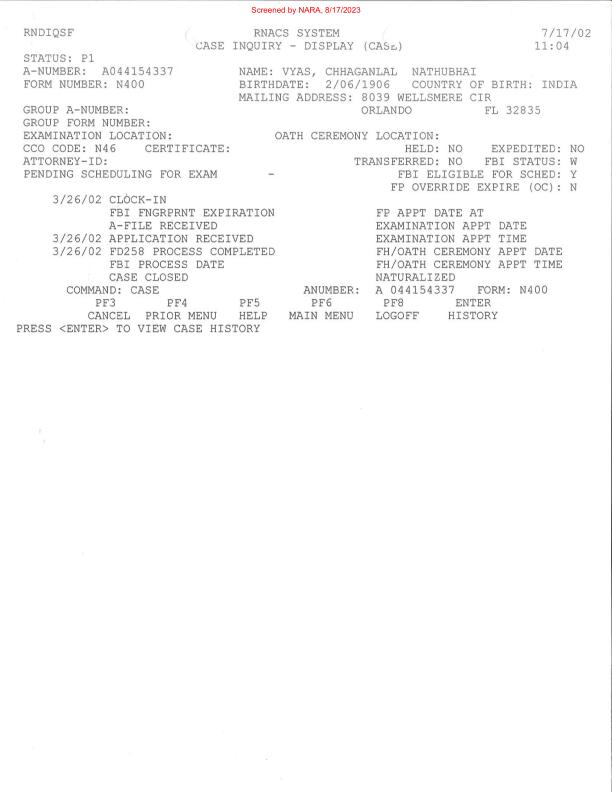 Screened by NARA, 8/17/2023
RNDIQSF RNACS SYSTEM 7/17/02
CASE INQUIRY - DISPLAY (CASE) 11:04
STATUS: P1
A-NUMBER: A044154337 NAME: VYAS, CHHAGANLAL NATHUBHAI
FORM NUMBER: N400 BIRTHDATE: 2/06/1906 COUNTRY OF BIRTH: INDIA
MAILING ADDRESS: 8039 WELLSMERE CIR
GROUP A-NUMBER: ORLANDO FL 32835
GROUP FORM NUMBER:
EXAMINATION LOCATION: OATH CEREMONY LOCATION:
CCO CODE: N46 CERTIFICATE: HELD: NO EXPEDITED: NO
ATTORNEY-ID: TRANSFERRED: NO FBI STATUS: W
PENDING SCHEDULING FOR EXAM - FBI ELIGIBLE FOR SCHED: Y
FP OVERRIDE EXPIRE (OC): N
3/26/02 CLOCK-IN
FBI FNGRPRNT EXPIRATION FP APPT DATE AT
A-FILE RECEIVED EXAMINATION APPT DATE
3/26/02 APPLICATION RECEIVED EXAMINATION APPT TIME
3/26/02 FD258 PROCESS COMPLETED FH/OATH CEREMONY APPT DATE
FBI PROCESS DATE FH/OATH CEREMONY APPT TIME
CASE CLOSED NATURALIZED
COMMAND: CASE ANUMBER: A 044154337 FORM: N400
PF3 PF4 PF5 PF6 PF8 ENTER
CANCEL PRIOR MENU HELP MAIN MENU LOGOFF HISTORY
PRESS <ENTER> TO VIEW CASE HISTORY